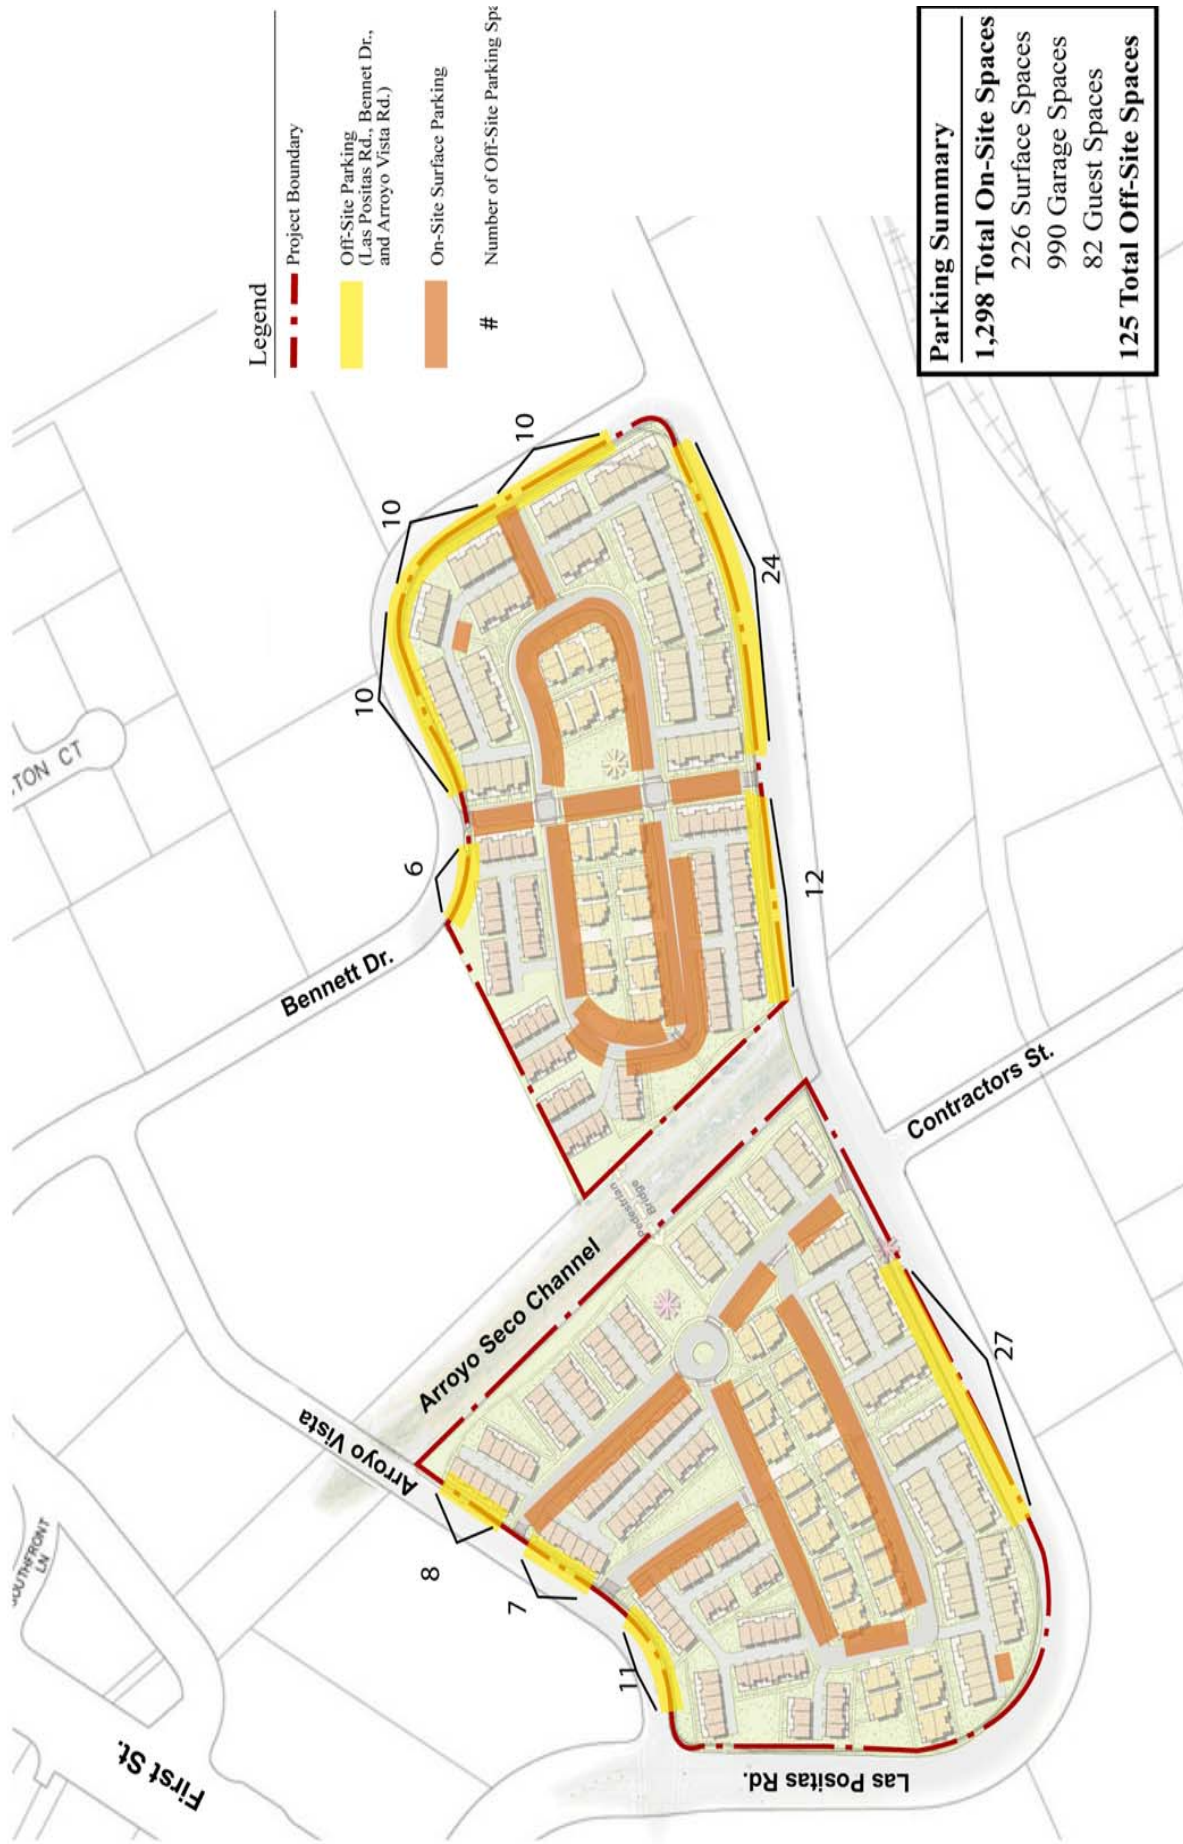 Legend
Project Boundary
Off-Site Parking
(Las Positas Rd., Bennet Dr.,
and Arroyo Vista Rd.)
On-Site Surface Parking
# Number of Off-Site Parking
Parking Summary
1,298 Total On-Site Spaces
226 Surface Spaces
990 Garage Spaces
82 Guest Spaces
125 Total Off-Site Spaces
First St.
LN
Arroyo Vista
Arroyo Seco Channel
Pedestrian
Bridge
Bennett Dr.
TON CT
Las Positas Rd.
Contractors St.
11
7
8
6
10
10
10
24
12
27